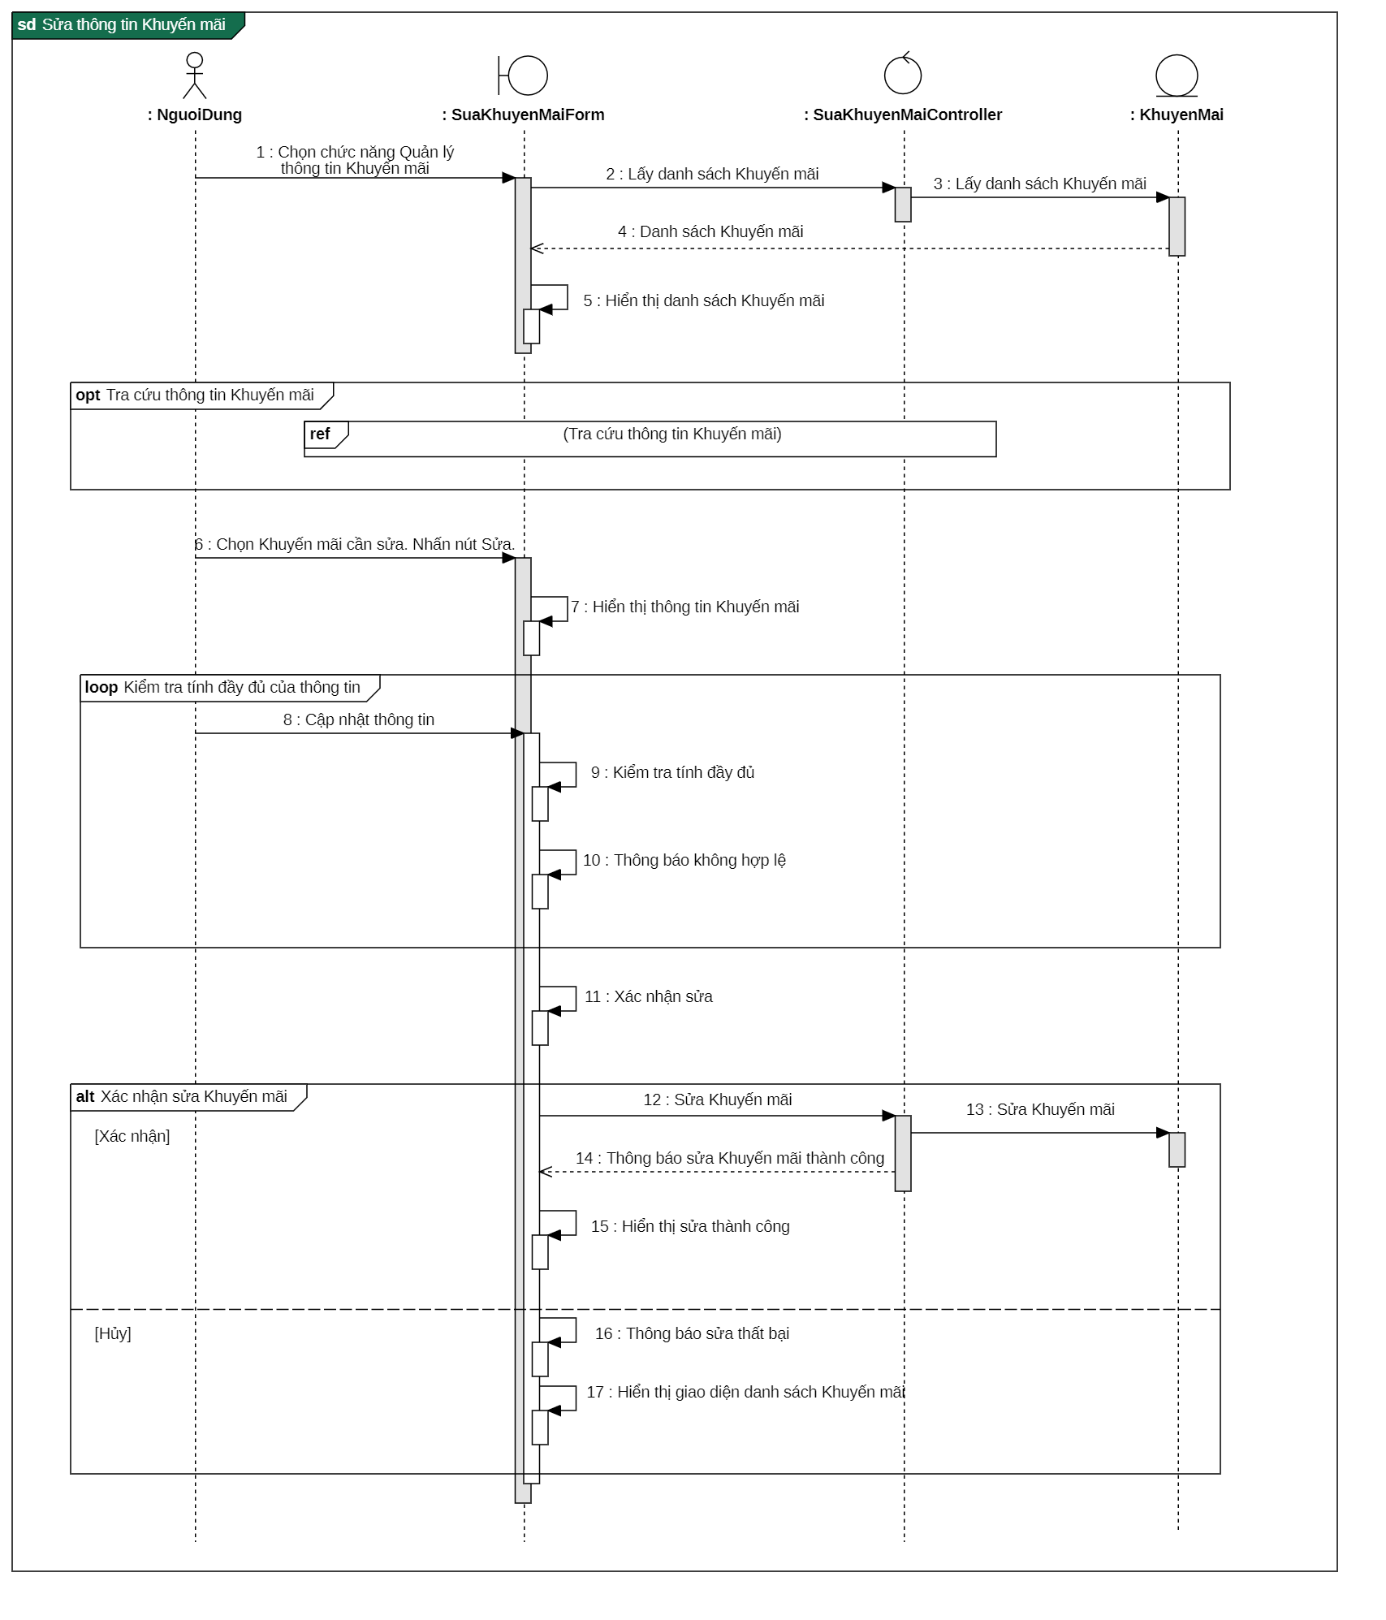 sd Sửa thông tin Khuyến mãi
: NguoiDung
: SuaKhuyenMaiForm
: SuaKhuyenMaiController
: KhuyenMai
1 : Chọn chức năng Quản lý
thông tin Khuyến mãi
2 : Lấy danh sách Khuyến mãi
3 : Lấy danh sách Khuyến mãi
4 : Danh sách Khuyến mãi
5 : Hiển thị danh sách Khuyến mãi
opt Tra cứu thông tin Khuyến mãi
ref
(Tra cứu thông tin Khuyến mãi)
6 : Chọn Khuyến mãi cần sửa. Nhấn nút Sửa.
7 : Hiển thị thông tin Khuyến mãi
loop Kiểm tra tính đầy đủ của thông tin
8 : Cập nhật thông tin
9 : Kiểm tra tính đầy đủ
10 : Thông báo không hợp lệ
11 : Xác nhận sửa
alt Xác nhận sửa Khuyến mãi
12 : Sửa Khuyến mãi
13 : Sửa Khuyến mãi
[Xác nhận]
14 : Thông báo sửa Khuyến mãi thành công
15 : Hiển thị sửa thành công
[Hủy]
16 : Thông báo sửa thất bại
17 : Hiển thị giao diện danh sách Khuyến mãi